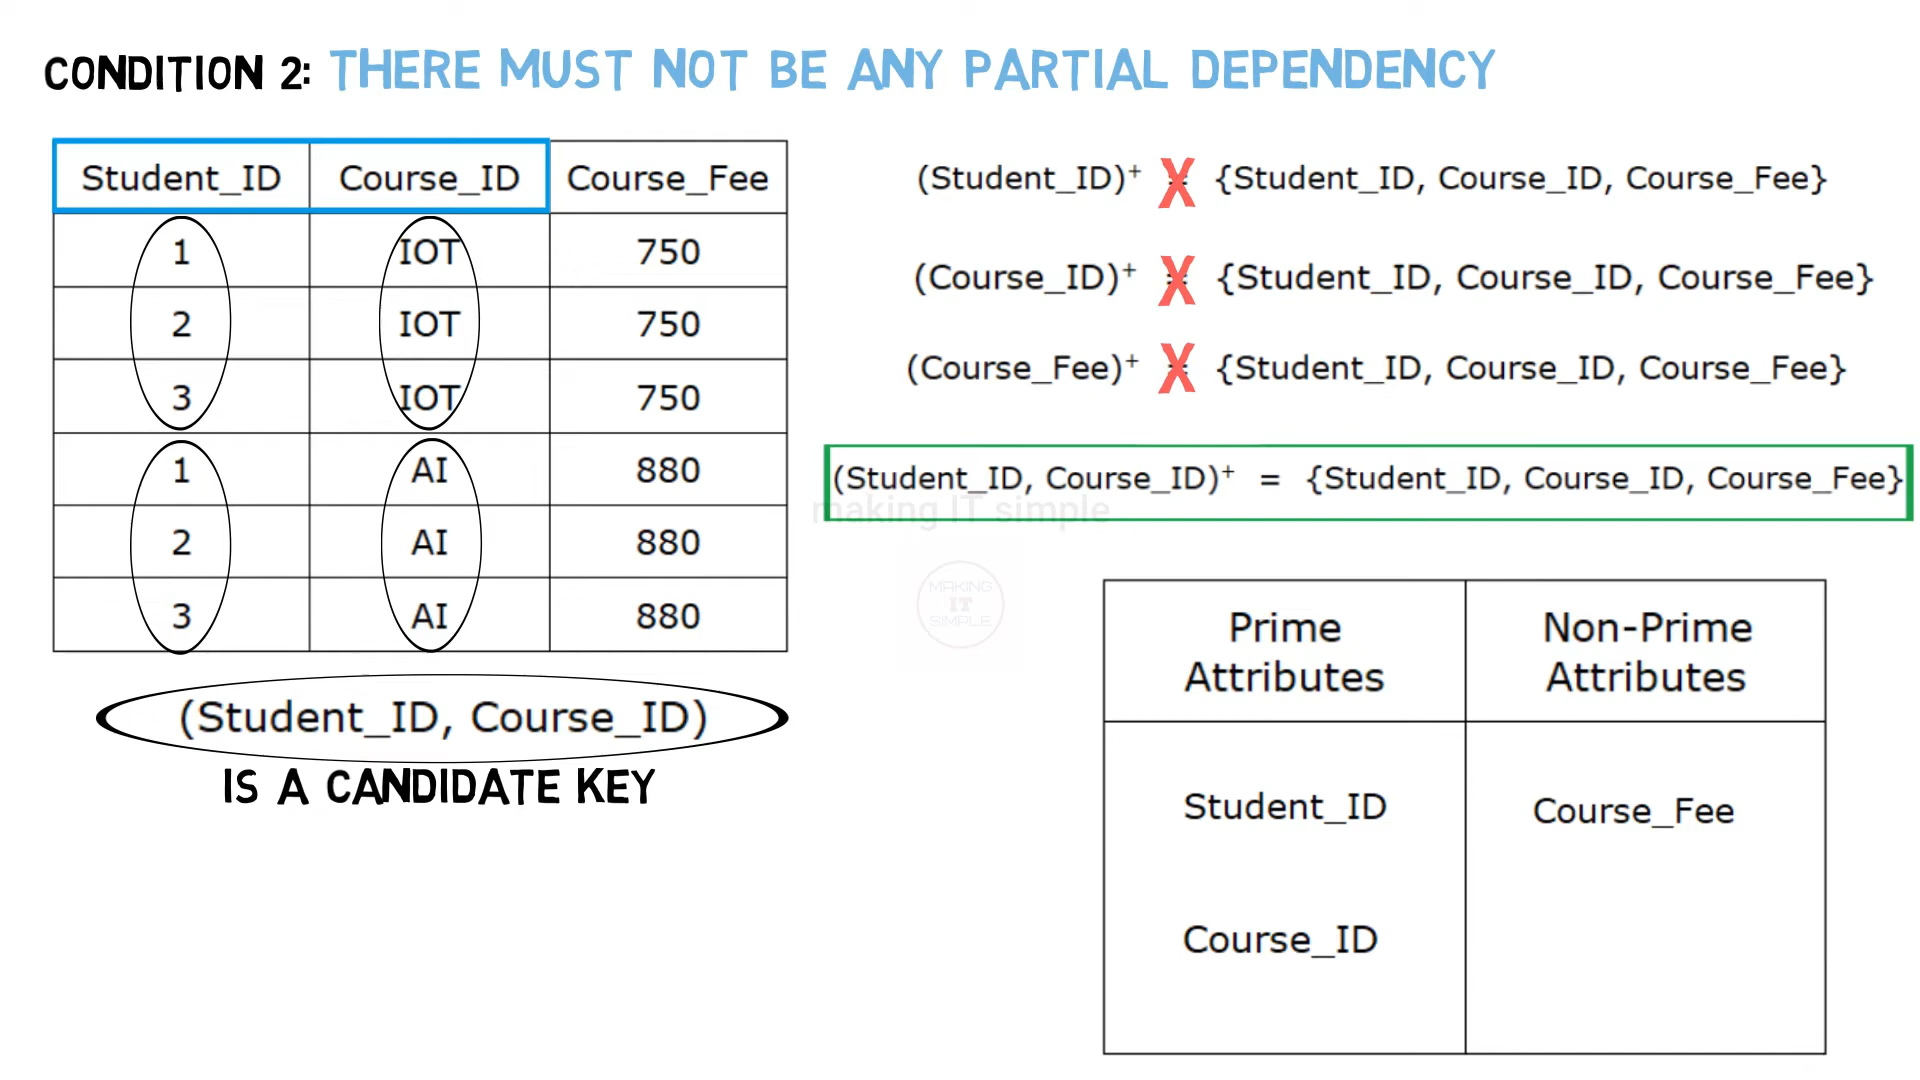 CONDITION 2: THERE MUST NOT BE ANY PARTIAL DEPENDENCY
Student_ID Course_ID Course_Fee
1 IOT 750
2 IOT 750
3 IOT 750
1 AI 880
2 AI 880
3 AI 880
(Student_ID, Course_ID)
IS A CANDIDATE KEY
(Student_ID)⁺ X {Student_ID, Course_ID, Course_Fee}
(Course_ID)⁺ X {Student_ID, Course_ID, Course_Fee}
(Course_Fee)⁺ X {Student_ID, Course_ID, Course_Fee}
(Student_ID, Course_ID)⁺ = {Student_ID, Course_ID, Course_Fee}
making IT simple
MAKING
IT
SIMPLE
Prime Non-Prime
Attributes Attributes
Student_ID Course_Fee
Course_ID